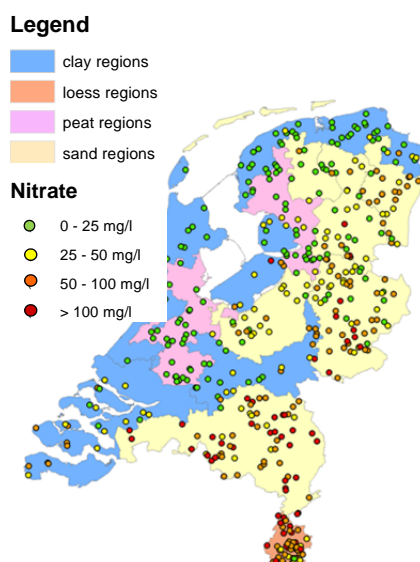 Legend
clay regions
loess regions
peat regions
sand regions
Nitrate
0 - 25 mg/l
25 - 50 mg/l
50 - 100 mg/l
> 100 mg/l